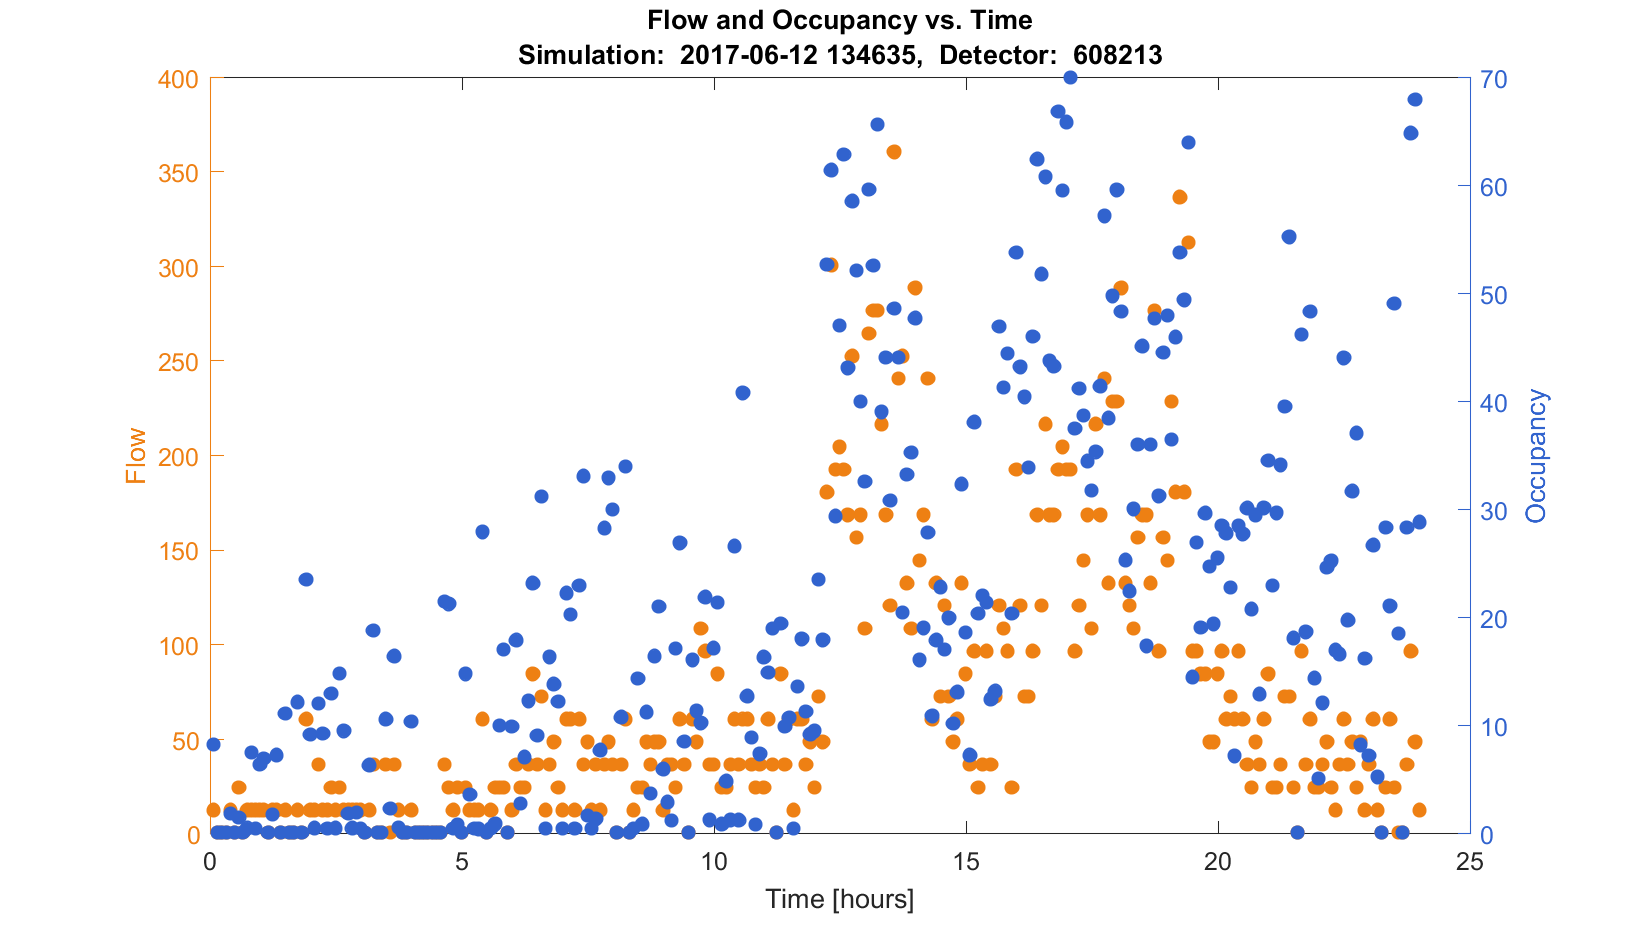 Flow and Occupancy vs. Time
Simulation:  2017-06-12 134635,  Detector:  608213
400
350
300
250
200
150
100
50
0
Flow
70
60
50
40
30
20
10
0
Occupancy
0 5 10 15 20 25
Time [hours]